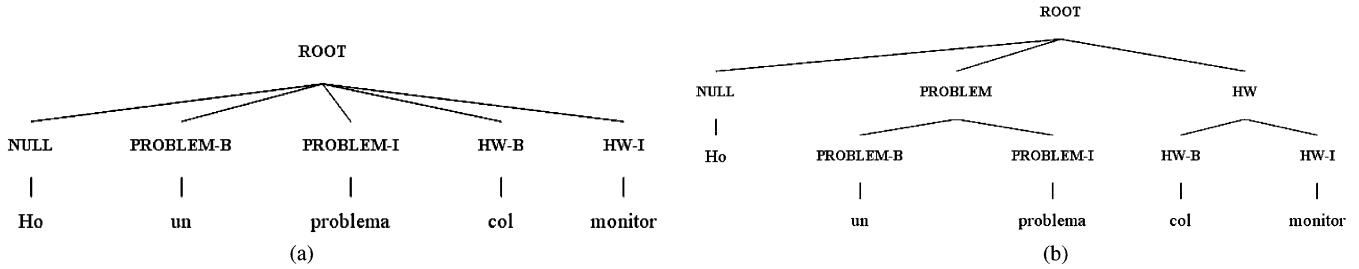 ROOT
NULL PROBLEM-B PROBLEM-I HW-B HW-I
Ho un problema col monitor
(a)
ROOT
NULL PROBLEM HW
Ho PROBLEM-B PROBLEM-I HW-B HW-I
un problema col monitor
(b)